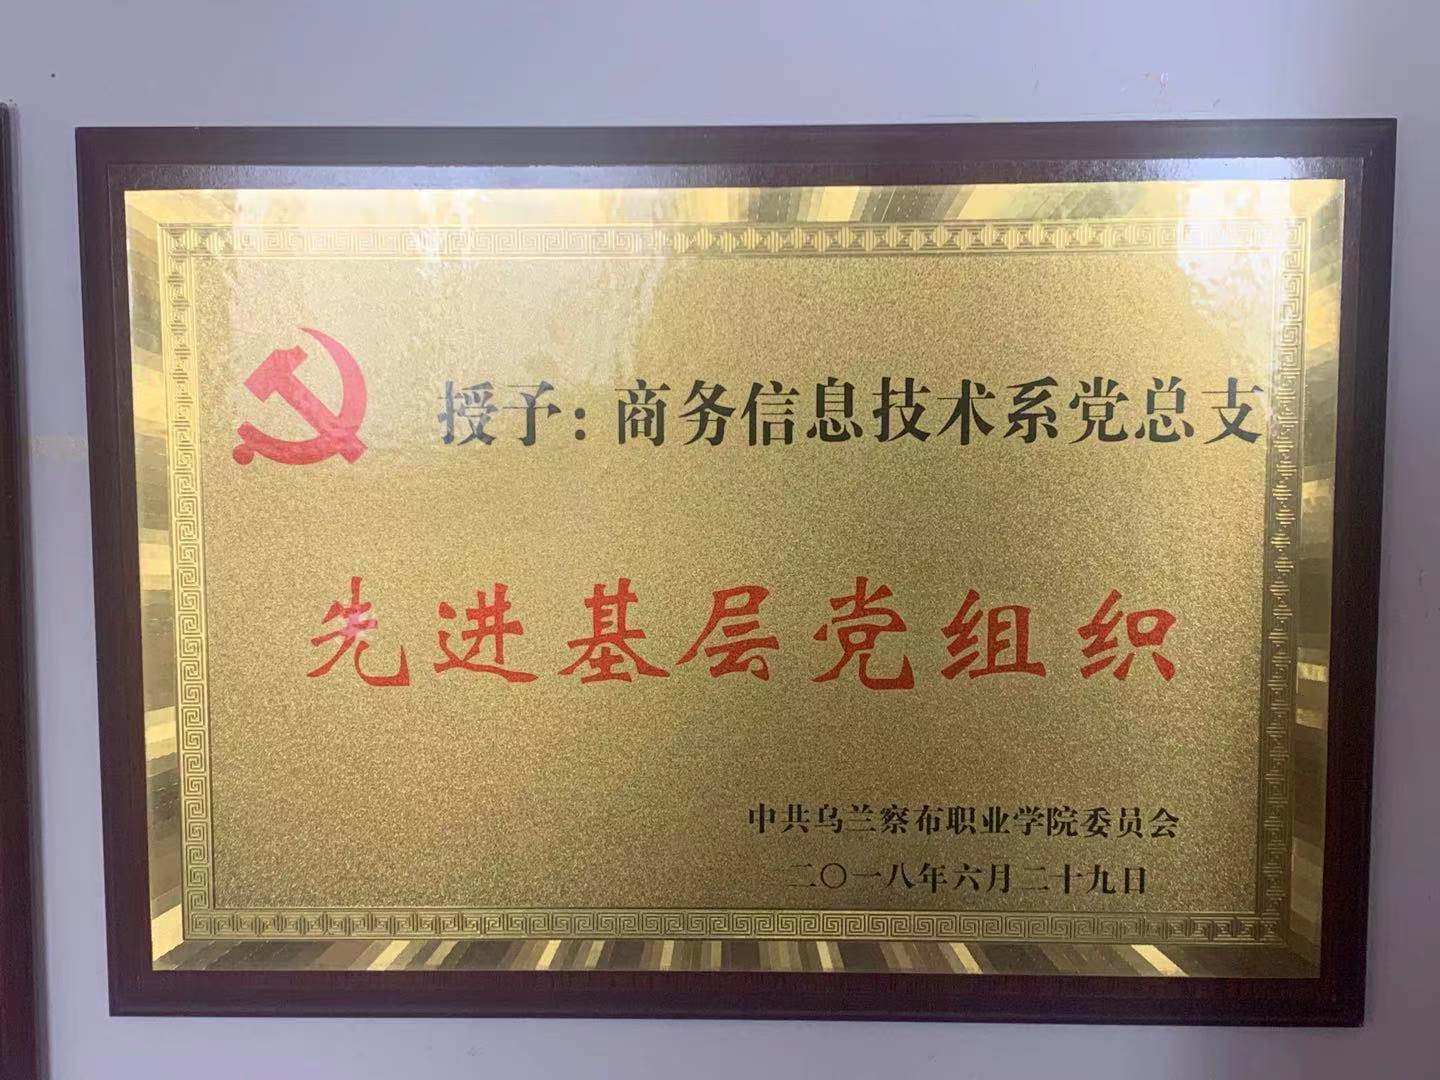 授予：商务信息技术系党总支
先进基层党组织
中共乌兰察布职业学院委员会
二〇一八年六月二十九日